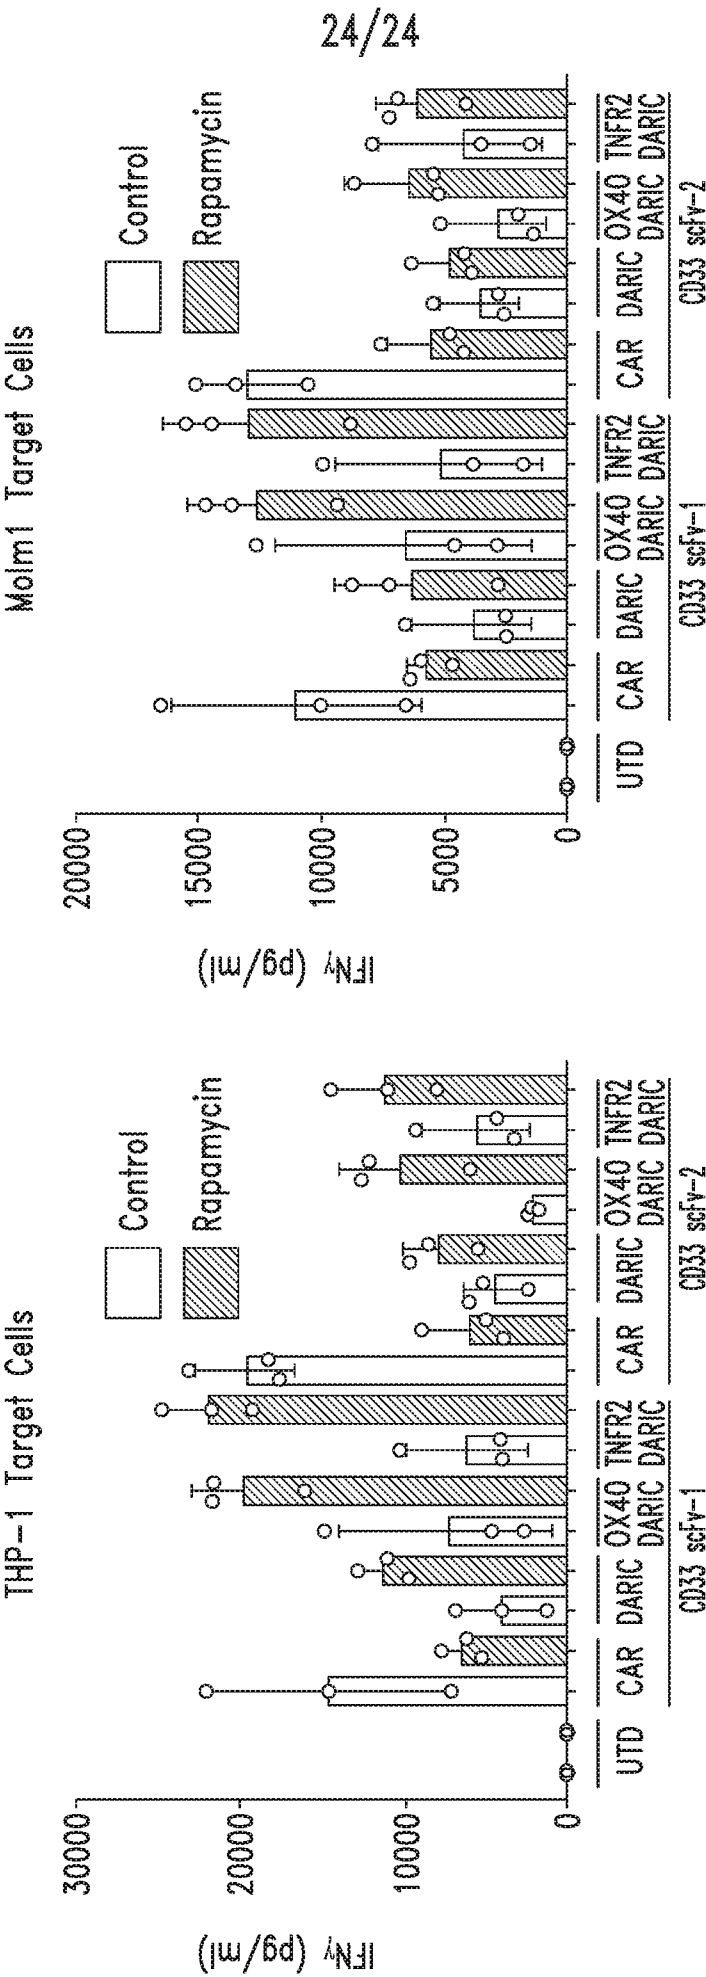 24/24
THP-1 Target Cells
Control
Rapamycin
IFNγ (pg/ml)
30000
20000
10000
0
UTD CAR DARIC OX40 DARIC TNFR2 DARIC CAR DARIC OX40 DARIC TNFR2 DARIC
CD33 scFv-1 CD33 scFv-2
Molm1 Target Cells
Control
Rapamycin
IFNγ (pg/ml)
20000
15000
10000
5000
0
UTD CAR DARIC OX40 DARIC TNFR2 DARIC CAR DARIC OX40 DARIC TNFR2 DARIC
CD33 scFv-1 CD33 scFv-2